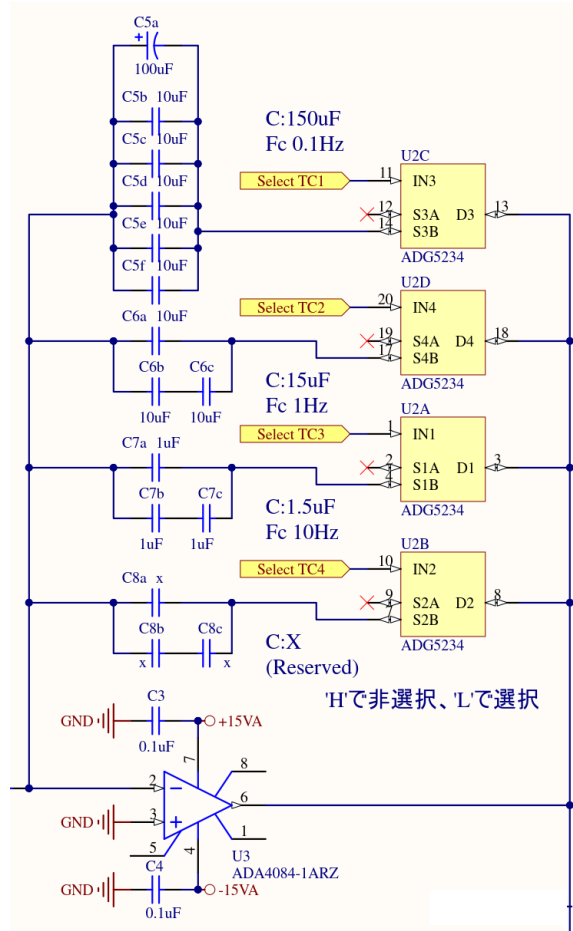 C5a
+
100uF
C5b 10uF
C5c 10uF
C5d 10uF
C5e 10uF
C5f 10uF
C:150uF
Fc 0.1Hz
Select TC1
U2C
11 IN3
12 S3A D3 13
14 S3B
ADG5234
C6a 10uF
C6b C6c
10uF 10uF
Select TC2
U2D
20 IN4
19 S4A D4 18
17 S4B
ADG5234
C:15uF
Fc 1Hz
Select TC3
U2A
1 IN1
2 S1A D1 3
4 S1B
ADG5234
C7a 1uF
C7b C7c
1uF 1uF
C:1.5uF
Fc 10Hz
Select TC4
U2B
10 IN2
9 S2A D2 8
7 S2B
ADG5234
C8a x
C8b C8c
x x
C:X
(Reserved)
'H'で非選択、'L'で選択
C3
GND +15VA
0.1uF
7
8
2 −
6
GND 3 +
5 4 1
U3
ADA4084-1ARZ
C4
GND -15VA
0.1uF